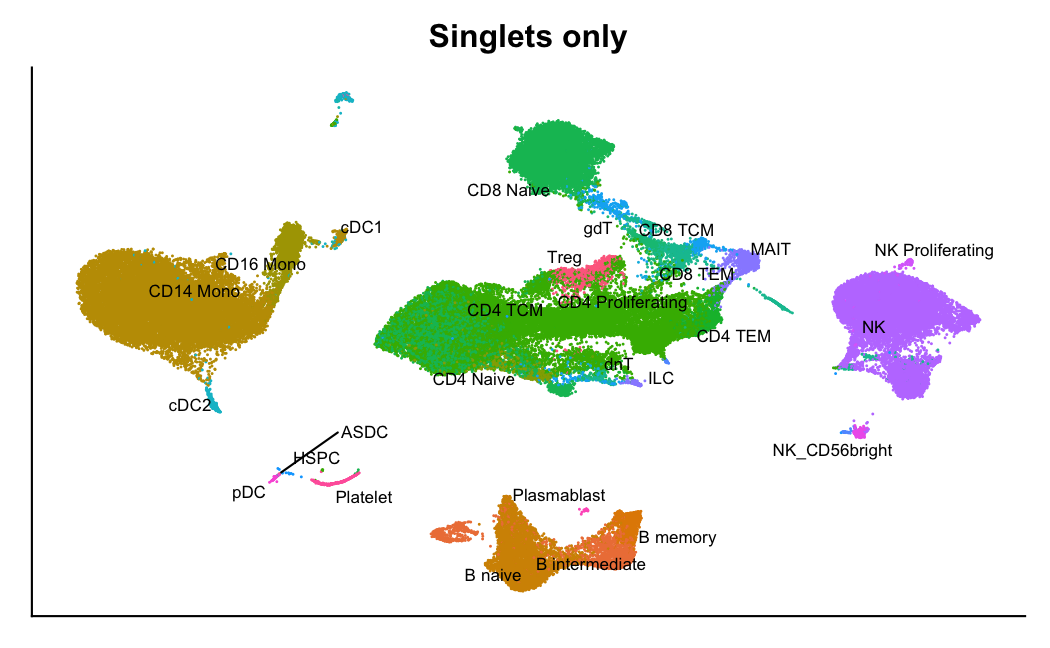 Singlets only
CD8 Naive
cDC1
gdT
CD8 TCM
MAIT
NK Proliferating
Treg
CD16 Mono
CD8 TEM
CD14 Mono
CD4 TCM
CD4 Proliferating
NK
CD4 TEM
dnT
CD4 Naive
ILC
cDC2
ASDC
NK_CD56bright
HSPC
pDC
Platelet
Plasmablast
B memory
B intermediate
B naive